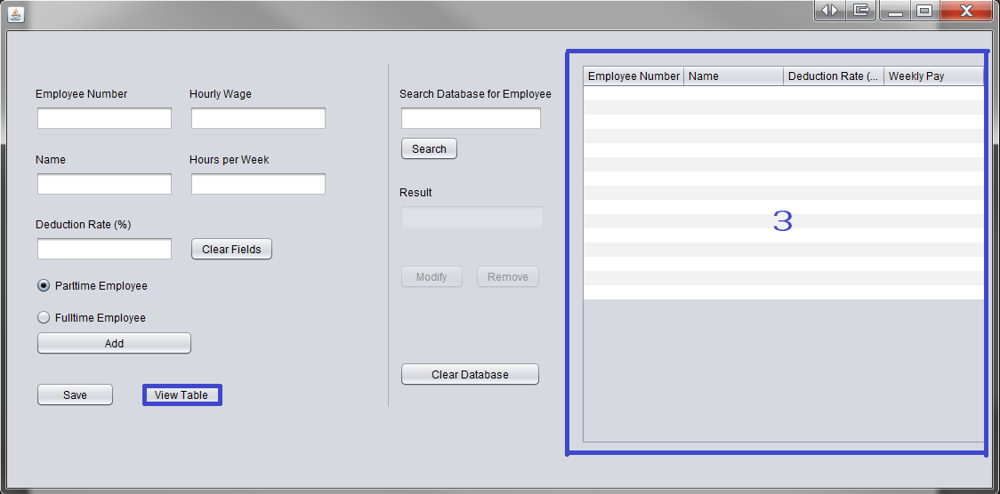 Employee Number Hourly Wage
Name Hours per Week
Deduction Rate (%)
Clear Fields
Parttime Employee
Fulltime Employee
Add
Save View Table
Search Database for Employee
Search
Result
Modify Remove
Clear Database
Employee Number Name Deduction Rate (... Weekly Pay
3